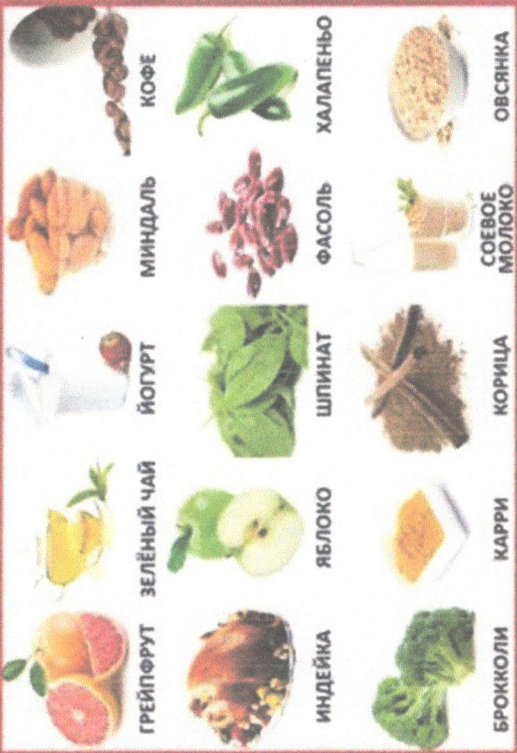 ГРЕЙПФРУТ
ЗЕЛЁНЫЙ ЧАЙ
ЙОГУРТ
МИНДАЛЬ
КОФЕ
ИНДЕЙКА
ЯБЛОКО
ШПИНАТ
ФАСОЛЬ
ХАЛАПЕНЬО
БРОККОЛИ
КАРРИ
КОРИЦА
СОЕВОЕ
МОЛОКО
ОВСЯНКА